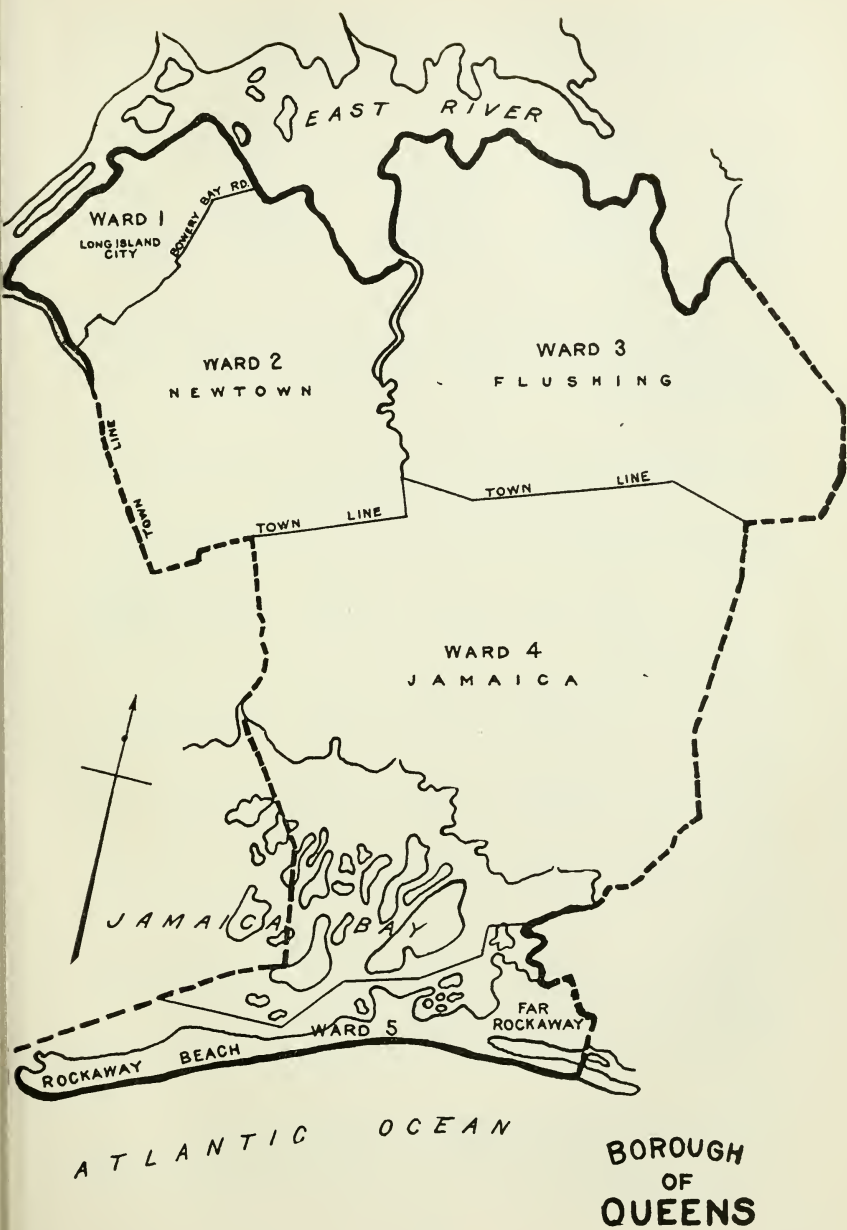 EAST RIVER
WARD 1
LONG ISLAND
CITY
BOWERY BAY RD.
WARD 2
NEWTOWN
WARD 3
FLUSHING
TOWN LINE
TOWN LINE
TOWN LINE
WARD 4
JAMAICA
JAMAICA BAY
WARD 5
FAR
ROCKAWAY
ROCKAWAY BEACH
ATLANTIC OCEAN
BOROUGH
OF
QUEENS